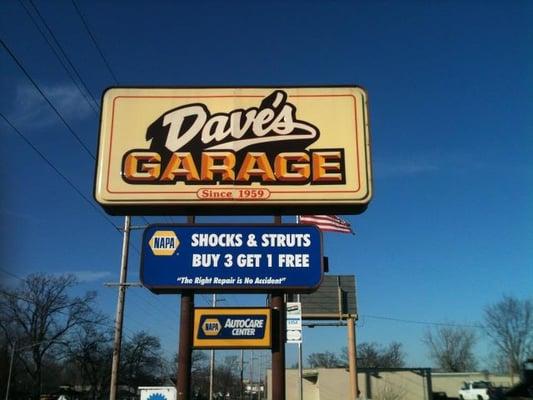 Dave's
GARAGE
Since 1959
NAPA
SHOCKS & STRUTS
BUY 3 GET 1 FREE
"The Right Repair is No Accident"
NAPA AUTOCARE
CENTER